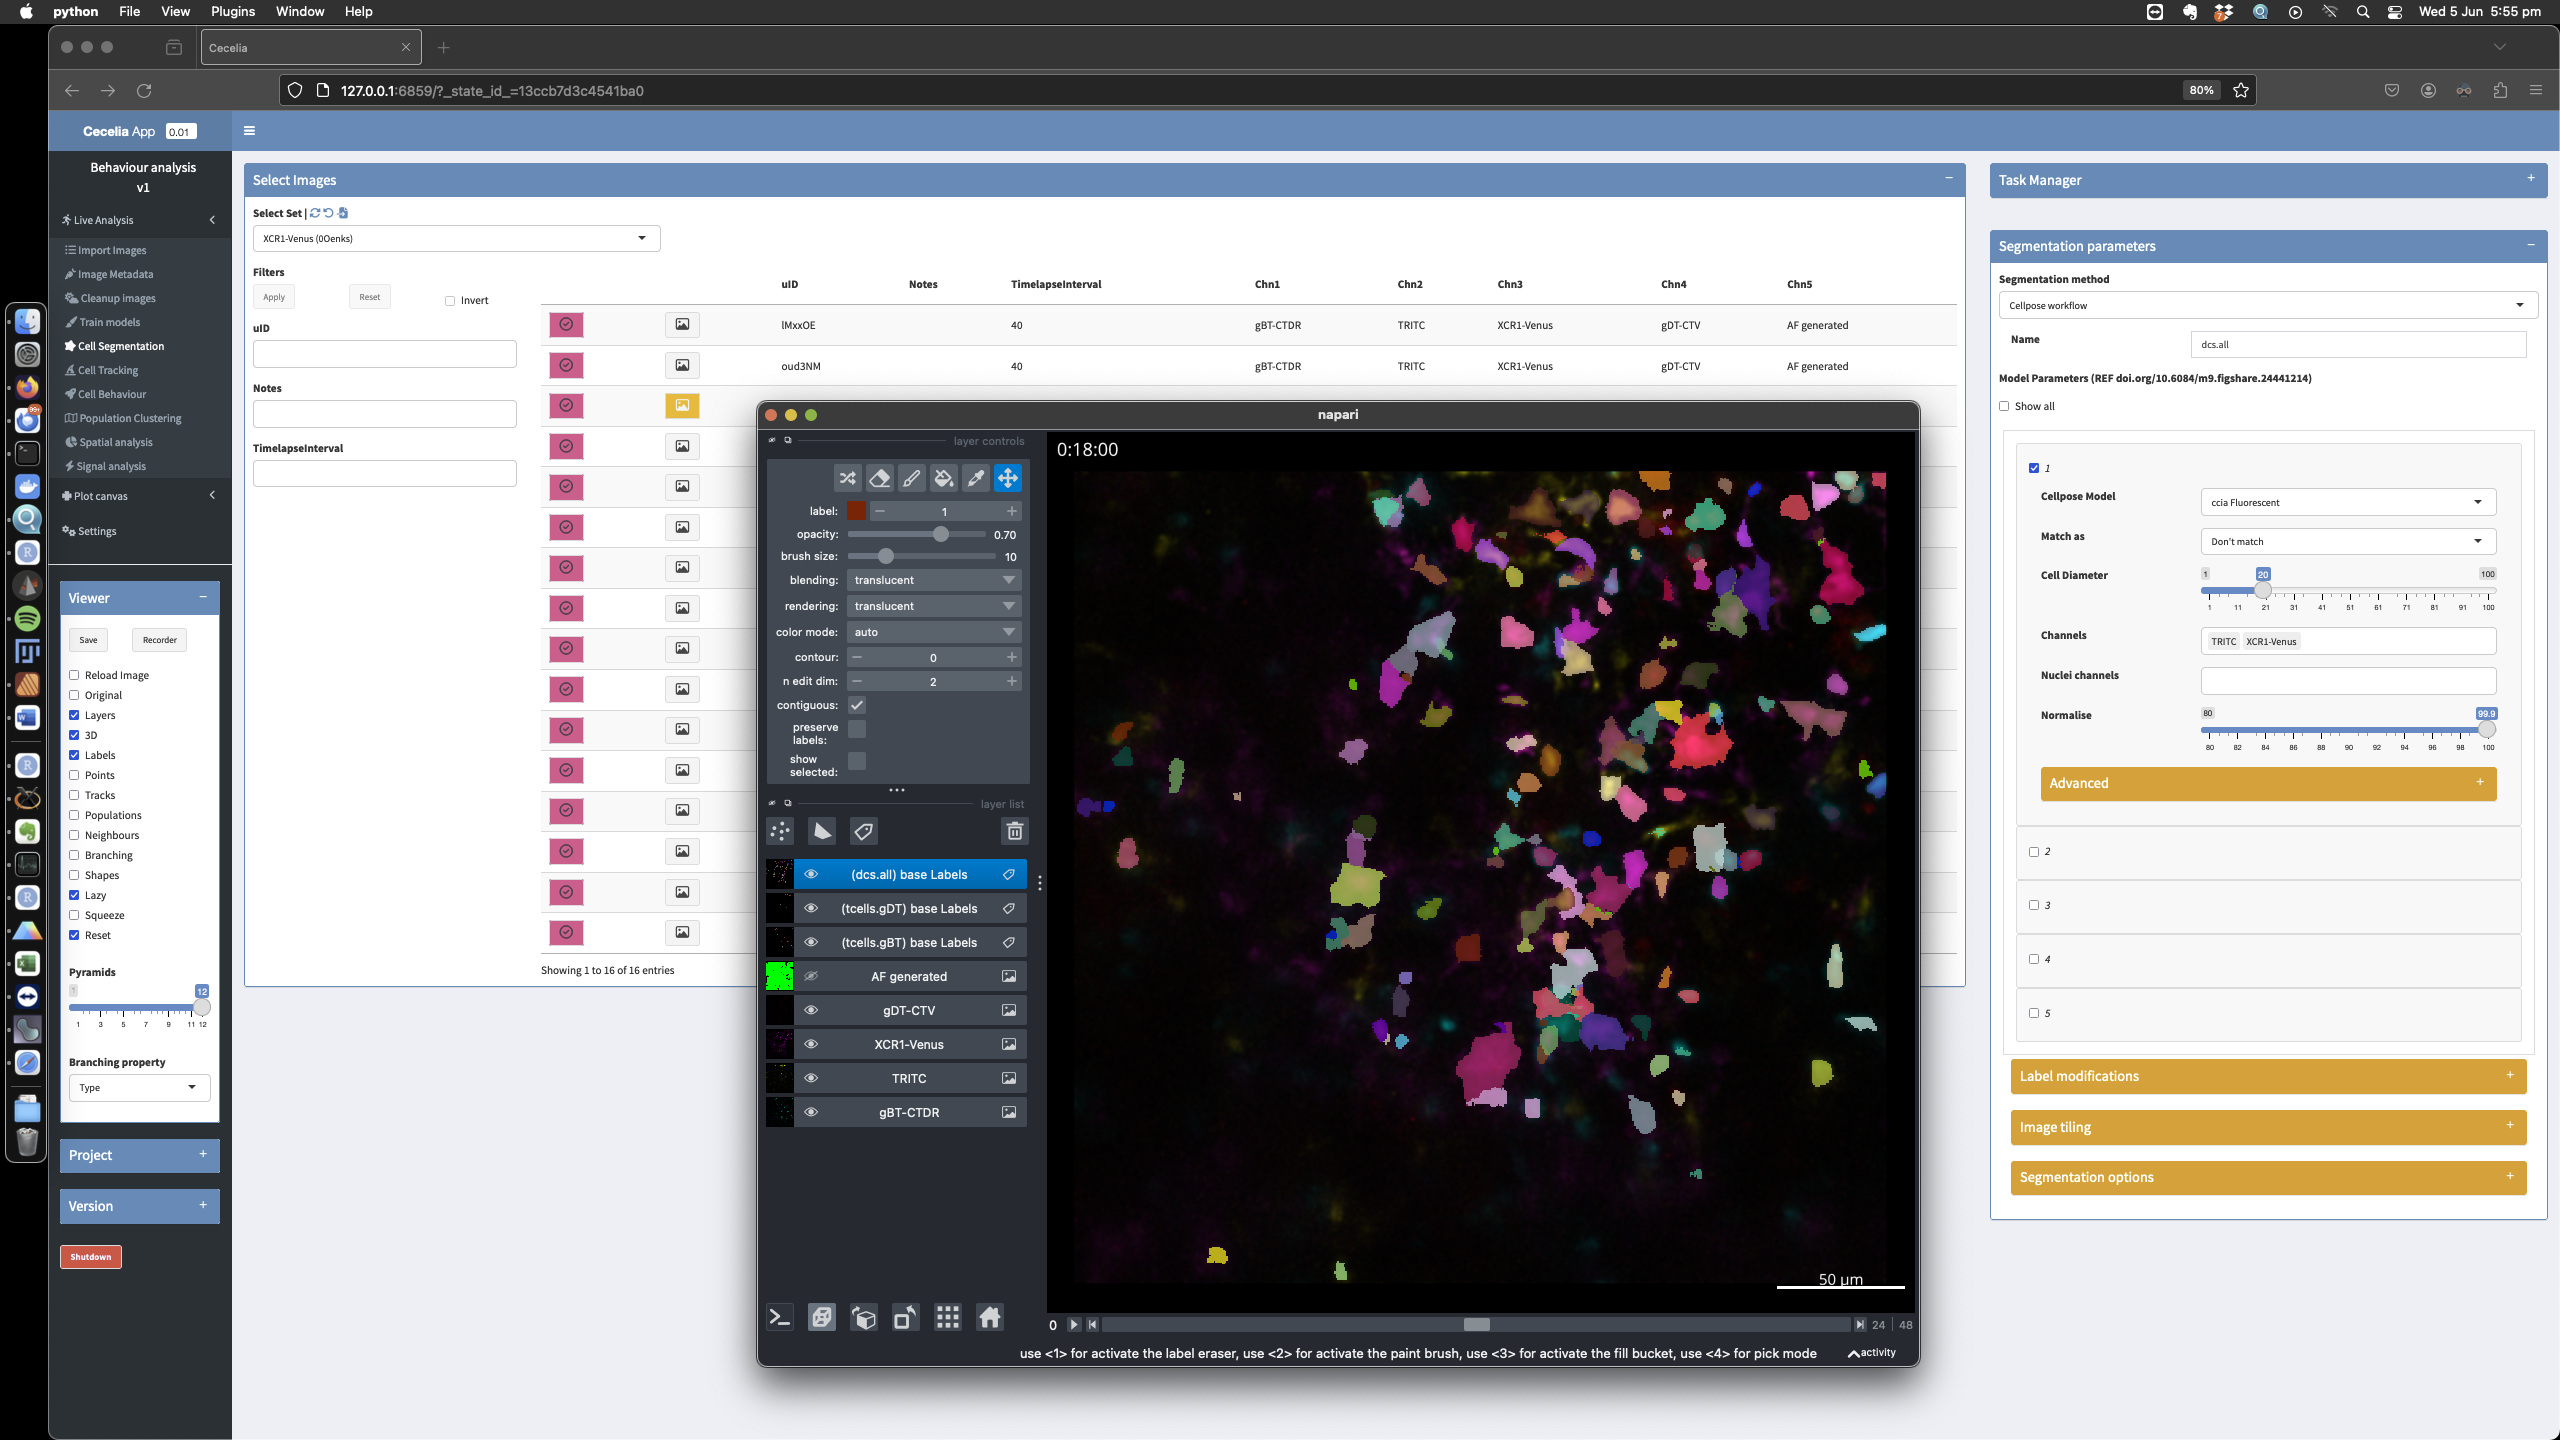 python File View Plugins Window Help
Wed 5 Jun 5:55 pm
Cecelia
127.0.0.1:6859/?_state_id_=13ccb7d3c4541ba0
80%
Cecelia App 0.01
Behaviour analysis
v1
Live Analysis
Import Images
Image Metadata
Cleanup images
Train models
Cell Segmentation
Cell Tracking
Cell Behaviour
Population Clustering
Spatial analysis
Signal analysis
Plot canvas
Settings
Viewer
Save Recorder
Reload Image
Original
Layers
3D
Labels
Points
Tracks
Populations
Neighbours
Branching
Shapes
Lazy
Squeeze
Reset
Pyramids
1 12
1 3 5 7 9 11 12
Branching property
Type
Project
Version
Shutdown
Select Images
Select Set |
XCR1-Venus (0Oenks)
Filters
Apply Reset Invert
uID
Notes
TimelapseInterval
uID Notes TimelapseInterval Chn1 Chn2 Chn3 Chn4 Chn5
lMxxOE 40 gBT-CTDR TRITC XCR1-Venus gDT-CTV AF generated
oud3NM 40 gBT-CTDR TRITC XCR1-Venus gDT-CTV AF generated
Showing 1 to 16 of 16 entries
napari
layer controls
label: 1
opacity: 0.70
brush size: 10
blending: translucent
rendering: translucent
color mode: auto
contour: 0
n edit dim: 2
contiguous:
preserve
labels:
show
selected:
layer list
(dcs.all) base Labels
(tcells.gDT) base Labels
(tcells.gBT) base Labels
AF generated
gDT-CTV
XCR1-Venus
TRITC
gBT-CTDR
0:18:00
50 µm
0 24 48
use <1> for activate the label eraser, use <2> for activate the paint brush, use <3> for activate the fill bucket, use <4> for pick mode
activity
Task Manager
Segmentation parameters
Segmentation method
Cellpose workflow
Name dcs.all
Model Parameters (REF doi.org/10.6084/m9.figshare.24441214)
Show all
1
Cellpose Model ccia Fluorescent
Match as Don't match
Cell Diameter 1 20 100
1 11 21 31 41 51 61 71 81 91 100
Channels TRITC XCR1-Venus
Nuclei channels
Normalise 80 99.9
80 82 84 86 88 90 92 94 96 98 100
Advanced
2
3
4
5
Label modifications
Image tiling
Segmentation options